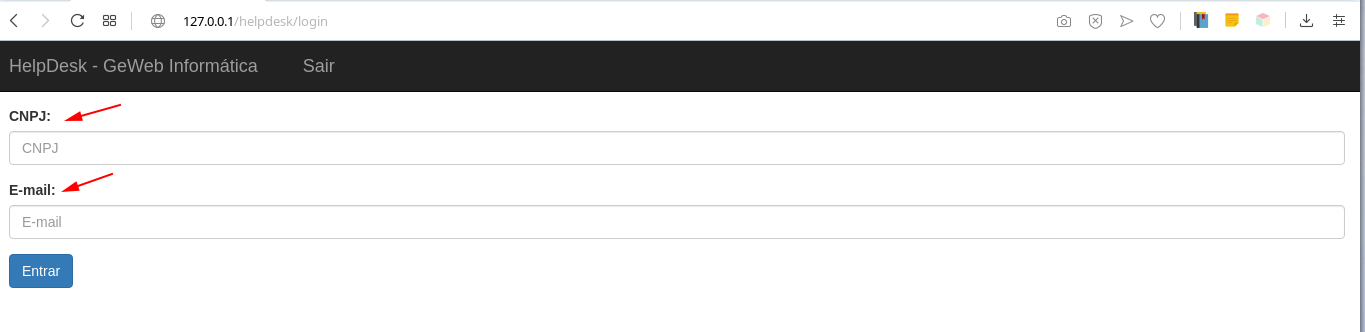 127.0.0.1/helpdesk/login
HelpDesk - GeWeb Informática Sair
CNPJ:
CNPJ
E-mail:
E-mail
Entrar